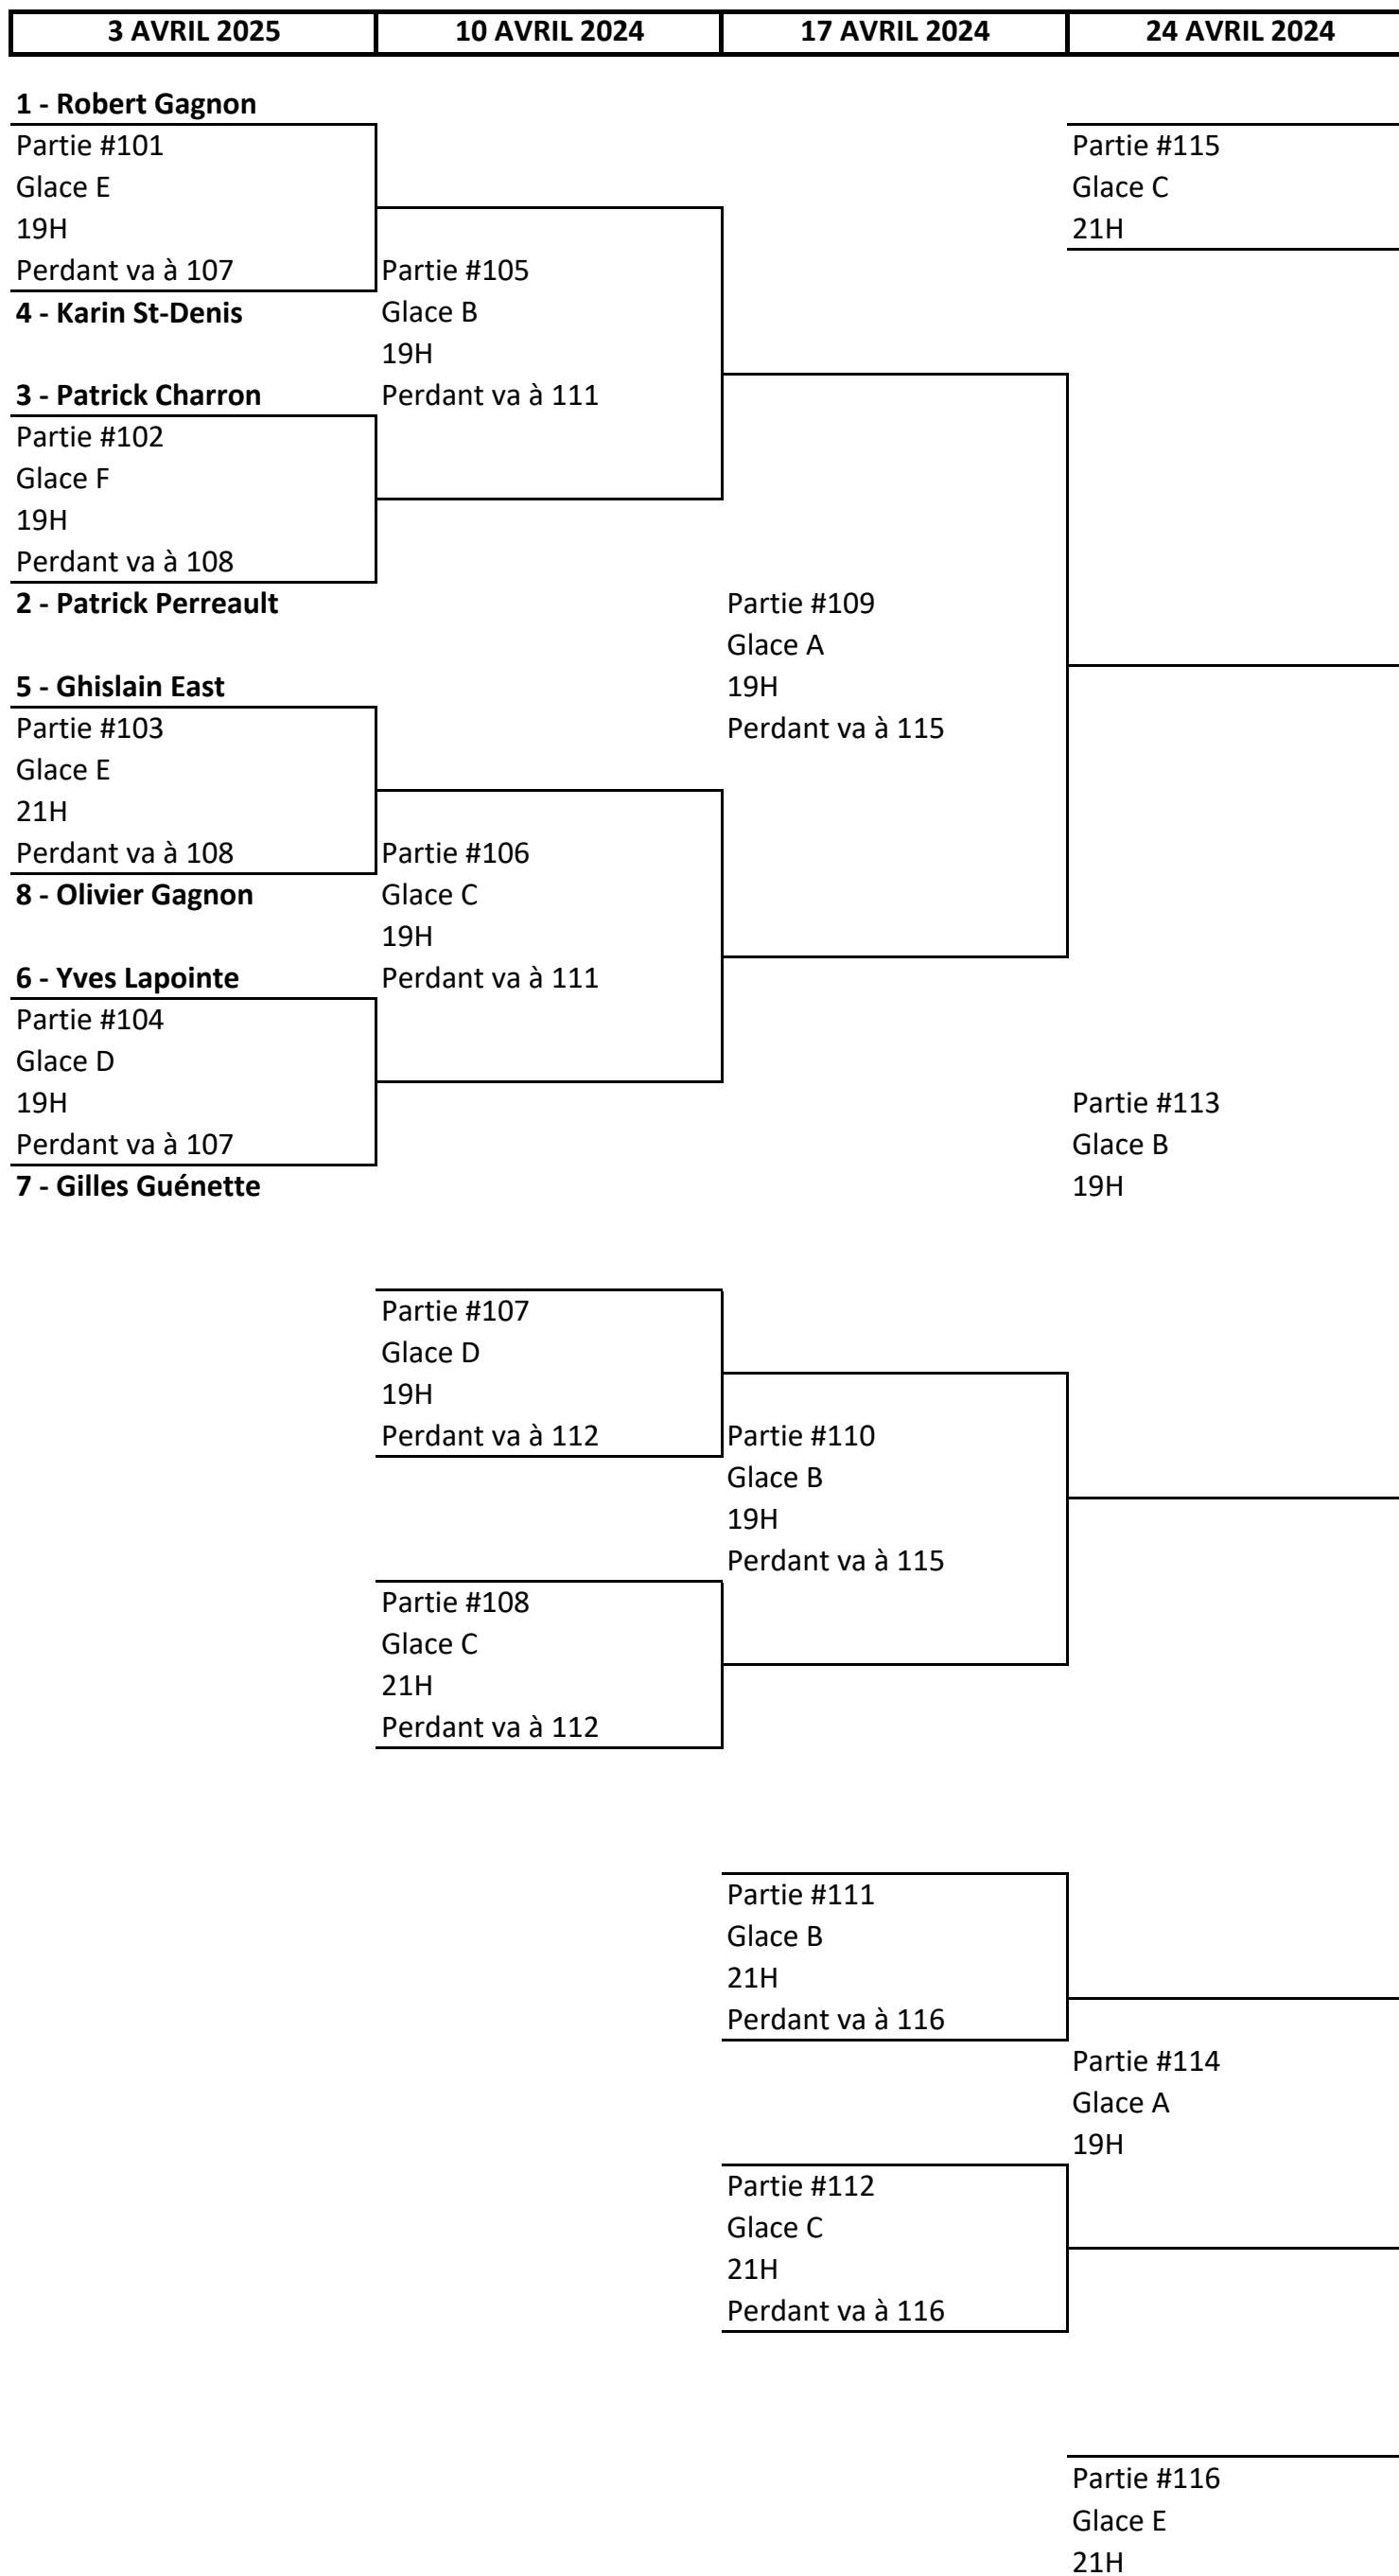 3 AVRIL 2025
10 AVRIL 2024
17 AVRIL 2024
24 AVRIL 2024
1 - Robert Gagnon
Partie #101
Glace E
19H
Perdant va à 107
4 - Karin St-Denis
3 - Patrick Charron
Partie #102
Glace F
19H
Perdant va à 108
2 - Patrick Perreault
5 - Ghislain East
Partie #103
Glace E
21H
Perdant va à 108
8 - Olivier Gagnon
6 - Yves Lapointe
Partie #104
Glace D
19H
Perdant va à 107
7 - Gilles Guénette
Partie #105
Glace B
19H
Perdant va à 111
Partie #106
Glace C
19H
Perdant va à 111
Partie #107
Glace D
19H
Perdant va à 112
Partie #108
Glace C
21H
Perdant va à 112
Partie #109
Glace A
19H
Perdant va à 115
Partie #110
Glace B
19H
Perdant va à 115
Partie #111
Glace B
21H
Perdant va à 116
Partie #112
Glace C
21H
Perdant va à 116
Partie #115
Glace C
21H
Partie #113
Glace B
19H
Partie #114
Glace A
19H
Partie #116
Glace E
21H